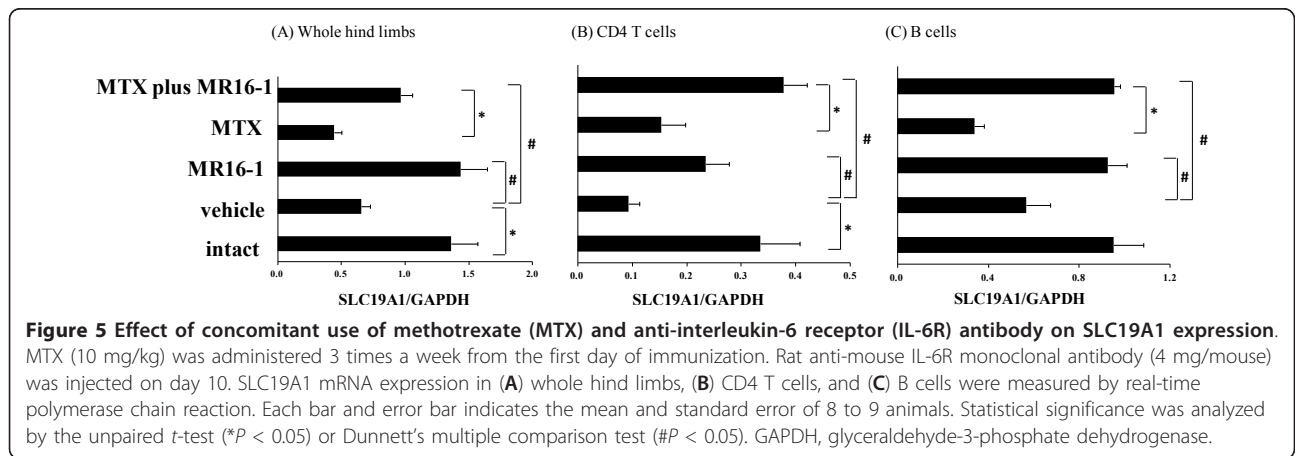 (A) Whole hind limbs (B) CD4 T cells (C) B cells
MTX plus MR16-1
MTX
MR16-1
vehicle
intact
* # # *
* # # *
* # #
0.0 0.5 1.0 1.5 2.0
0.0 0.1 0.2 0.3 0.4 0.5
0.0 0.4 0.8 1.2
SLC19A1/GAPDH SLC19A1/GAPDH SLC19A1/GAPDH
Figure 5 Effect of concomitant use of methotrexate (MTX) and anti-interleukin-6 receptor (IL-6R) antibody on SLC19A1 expression.
MTX (10 mg/kg) was administered 3 times a week from the first day of immunization. Rat anti-mouse IL-6R monoclonal antibody (4 mg/mouse)
was injected on day 10. SLC19A1 mRNA expression in (A) whole hind limbs, (B) CD4 T cells, and (C) B cells were measured by real-time
polymerase chain reaction. Each bar and error bar indicates the mean and standard error of 8 to 9 animals. Statistical significance was analyzed
by the unpaired t-test (*P < 0.05) or Dunnett's multiple comparison test (#P < 0.05). GAPDH, glyceraldehyde-3-phosphate dehydrogenase.